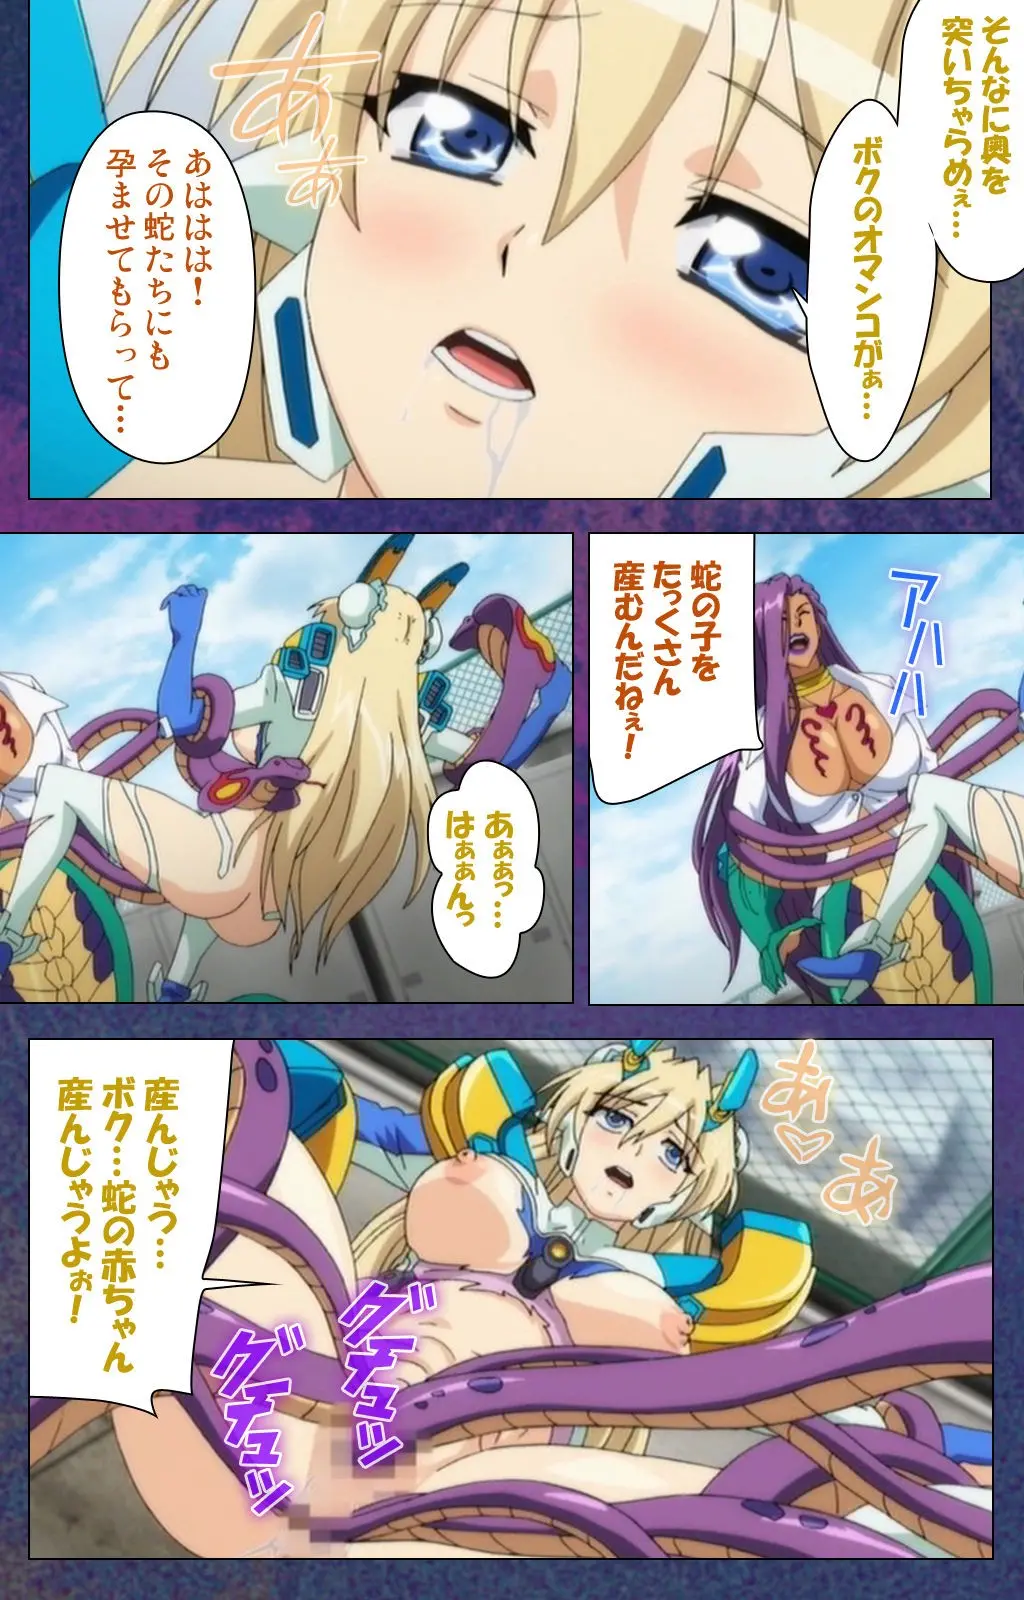 そんなに奥を
突いちゃらめぇ…
ボクのオマンコがぁ…
あぁぁ
あははは！
その蛇たちにも
孕ませてもらって…
アハハハ
蛇の子を
たっくさん
産むんだねぇ！
あぁぁっ…
はぁぁんっ
あ♡あ
産んじゃう…
ボク…蛇の赤ちゃん
産んじゃうよぉ！
グチュッ
グチュッ